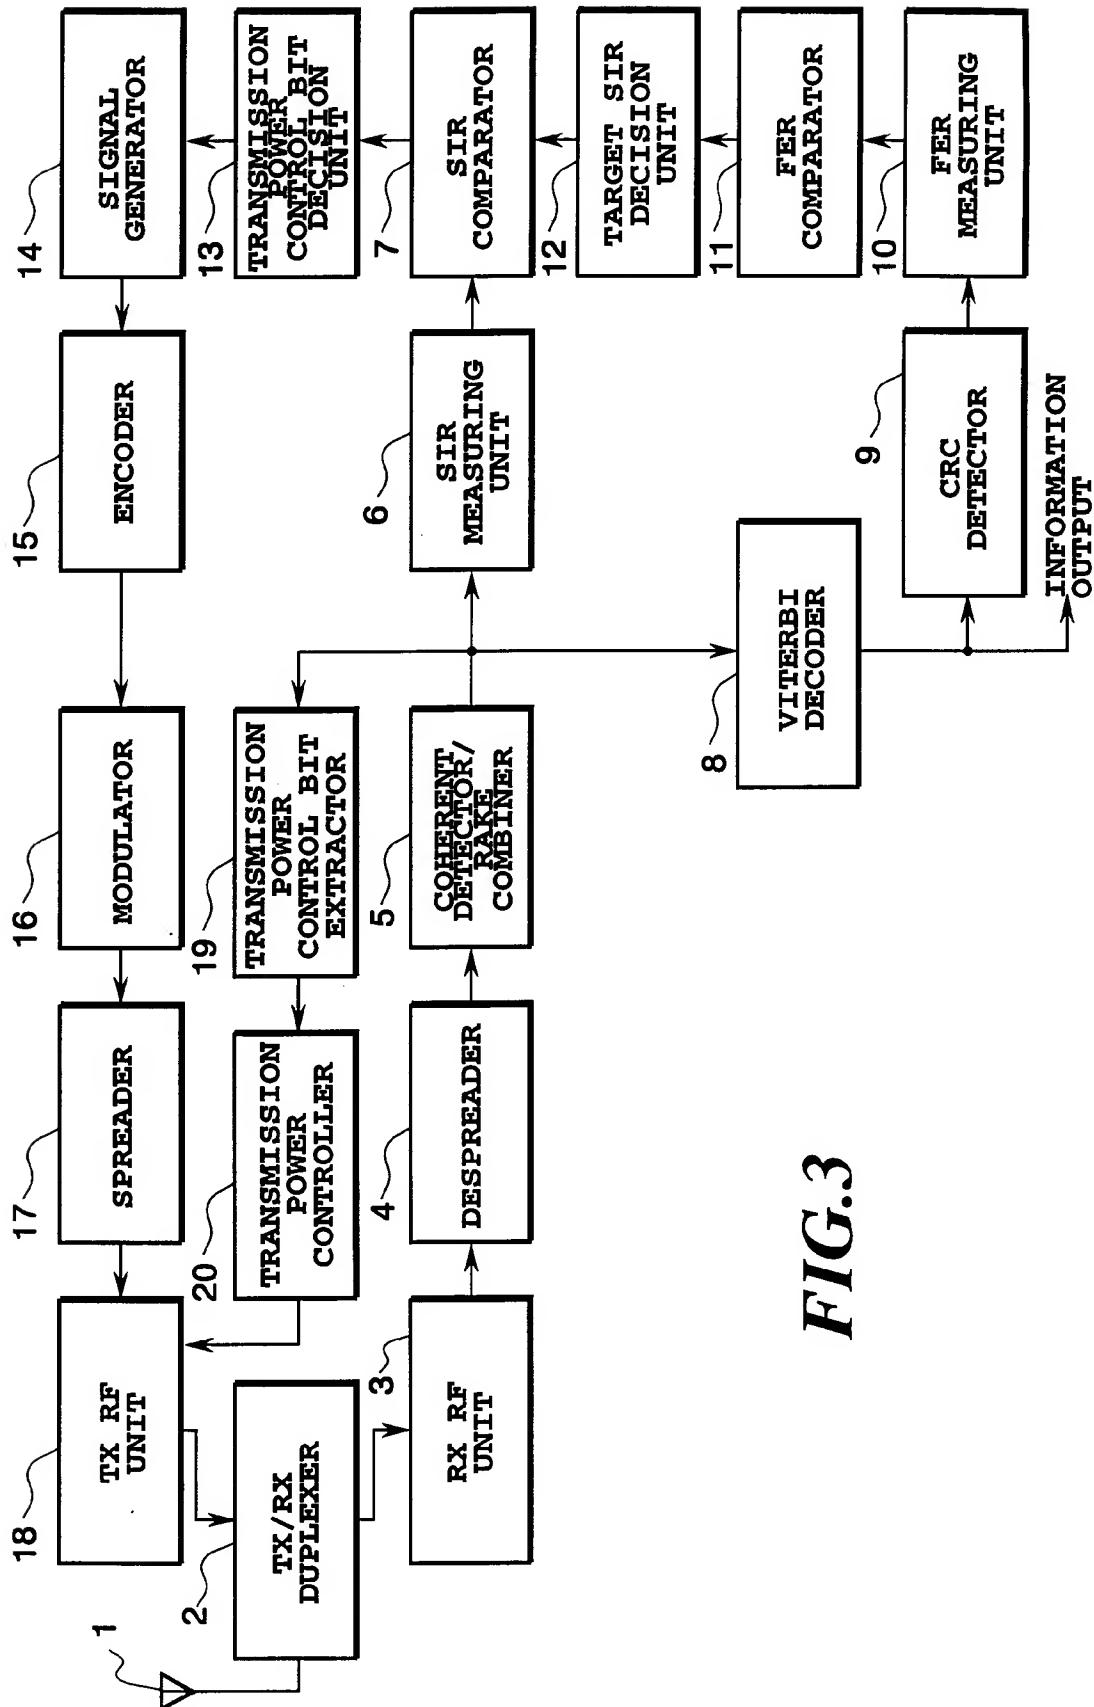 1
2
TX/RX
DUPLEXER
18
TX RF
UNIT
17
SPREADER
16
MODULATOR
15
ENCODER
14
SIGNAL
GENERATOR
20
TRANSMISSION
POWER
CONTROLLER
19
TRANSMISSION
POWER
CONTROL BIT
EXTRACTOR
13
TRANSMISSION
POWER
CONTROL BIT
DECISION
UNIT
3
RX RF
UNIT
4
DESPREADER
5
COHERENT
DETECTOR/
RAKE
COMBINER
6
SIR
MEASURING
UNIT
7
SIR
COMPARATOR
12
TARGET SIR
DECISION
UNIT
8
VITERBI
DECODER
11
FER
COMPARATOR
9
CRC
DETECTOR
10
FER
MEASURING
UNIT
INFORMATION
OUTPUT
FIG.3